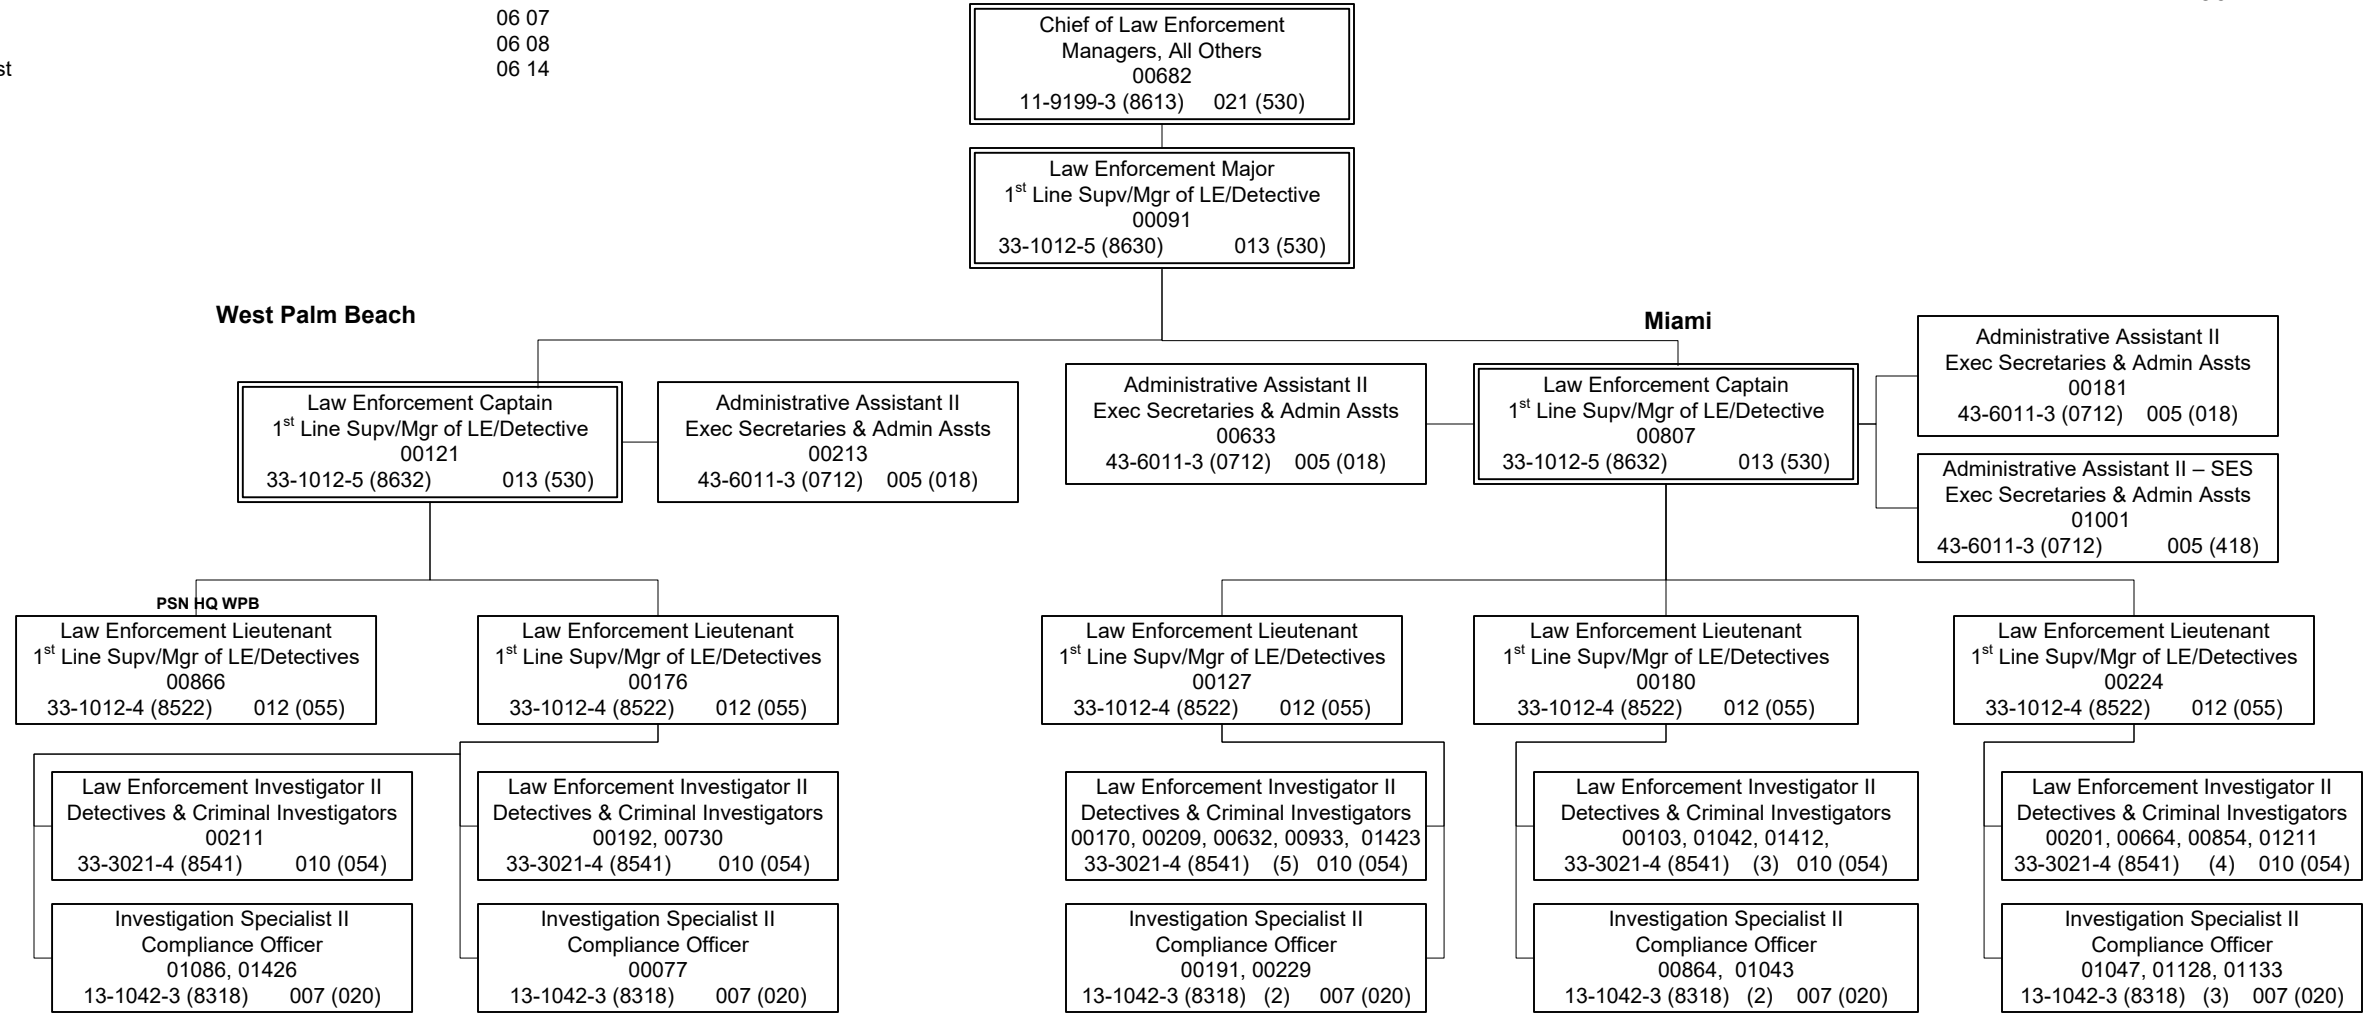 06 07
06 08
st
06 14
Chief of Law Enforcement
Managers, All Others
00682
11-9199-3 (8613) 021 (530)
Law Enforcement Major
1st Line Supv/Mgr of LE/Detective
00091
33-1012-5 (8630) 013 (530)
West Palm Beach
Miami
Law Enforcement Captain
1st Line Supv/Mgr of LE/Detective
00121
33-1012-5 (8632) 013 (530)
Administrative Assistant II
Exec Secretaries & Admin Assts
00213
43-6011-3 (0712) 005 (018)
Administrative Assistant II
Exec Secretaries & Admin Assts
00633
43-6011-3 (0712) 005 (018)
Law Enforcement Captain
1st Line Supv/Mgr of LE/Detective
00807
33-1012-5 (8632) 013 (530)
Administrative Assistant II
Exec Secretaries & Admin Assts
00181
43-6011-3 (0712) 005 (018)
Administrative Assistant II – SES
Exec Secretaries & Admin Assts
01001
43-6011-3 (0712) 005 (418)
PSN HQ WPB
Law Enforcement Lieutenant
1st Line Supv/Mgr of LE/Detectives
00866
33-1012-4 (8522) 012 (055)
Law Enforcement Lieutenant
1st Line Supv/Mgr of LE/Detectives
00176
33-1012-4 (8522) 012 (055)
Law Enforcement Lieutenant
1st Line Supv/Mgr of LE/Detectives
00127
33-1012-4 (8522) 012 (055)
Law Enforcement Lieutenant
1st Line Supv/Mgr of LE/Detectives
00180
33-1012-4 (8522) 012 (055)
Law Enforcement Lieutenant
1st Line Supv/Mgr of LE/Detectives
00224
33-1012-4 (8522) 012 (055)
Law Enforcement Investigator II
Detectives & Criminal Investigators
00211
33-3021-4 (8541) 010 (054)
Law Enforcement Investigator II
Detectives & Criminal Investigators
00192, 00730
33-3021-4 (8541) 010 (054)
Law Enforcement Investigator II
Detectives & Criminal Investigators
00170, 00209, 00632, 00933, 01423
33-3021-4 (8541) (5) 010 (054)
Law Enforcement Investigator II
Detectives & Criminal Investigators
00103, 01042, 01412,
33-3021-4 (8541) (3) 010 (054)
Law Enforcement Investigator II
Detectives & Criminal Investigators
00201, 00664, 00854, 01211
33-3021-4 (8541) (4) 010 (054)
Investigation Specialist II
Compliance Officer
01086, 01426
13-1042-3 (8318) 007 (020)
Investigation Specialist II
Compliance Officer
00077
13-1042-3 (8318) 007 (020)
Investigation Specialist II
Compliance Officer
00191, 00229
13-1042-3 (8318) (2) 007 (020)
Investigation Specialist II
Compliance Officer
00864, 01043
13-1042-3 (8318) (2) 007 (020)
Investigation Specialist II
Compliance Officer
01047, 01128, 01133
13-1042-3 (8318) (3) 007 (020)